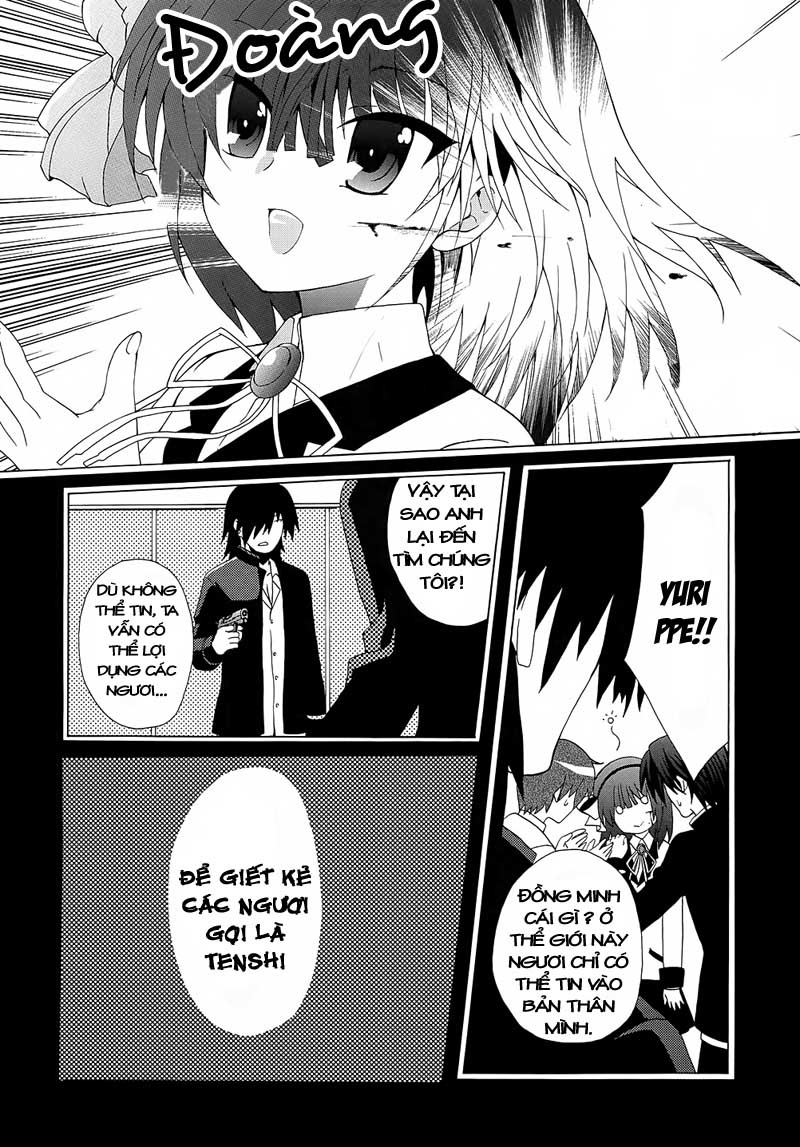 Đoàng
YURI
PPE!!
ĐỒNG MINH
CÁI GÌ ? Ở
THẾ GIỚI NÀY
NGƯƠI CHỈ CÓ
THỂ TIN VÀO
BẢN THÂN
MÌNH.
VẬY TẠI
SAO ANH
LẠI ĐẾN
TÌM CHÚNG
TÔI?!
DÙ KHÔNG
THỂ TIN, TA
VẪN CÓ
THỂ LỢI
DỤNG CÁC
NGƯƠI...
ĐỂ GIẾT KẺ
CÁC NGƯƠI
GỌI LÀ
TENSHI